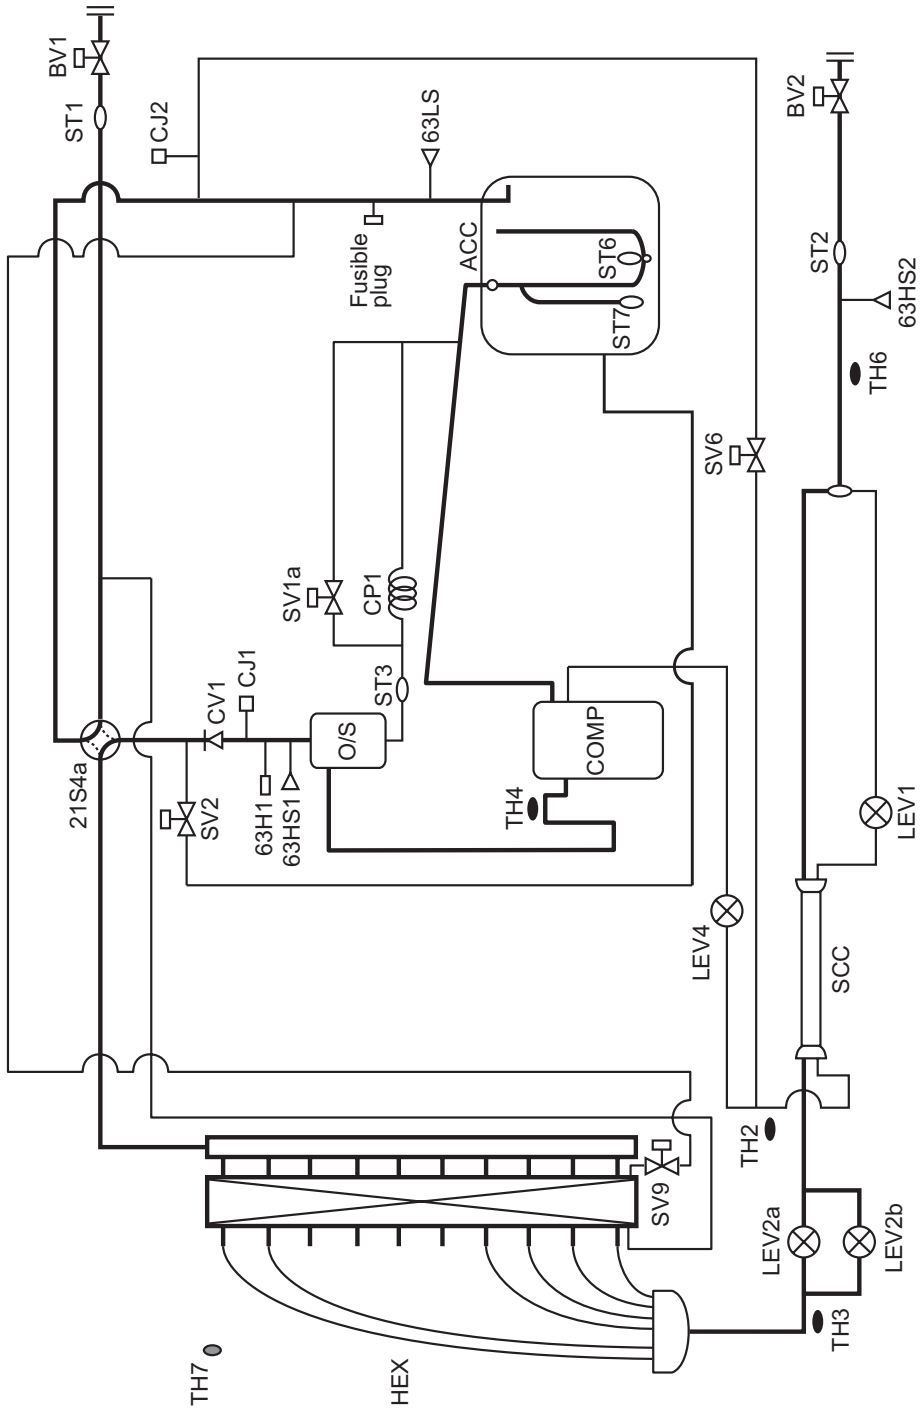 BV1
ST1
CJ2
63LS
BV2
ACC
ST6
ST7
ST2
63HS2
Fusible
plug
TH6
SV6
SV1a
CP1
ST3
CJ1
CV1
21S4a
O/S
COMP
SV2
63H1
63HS1
TH4
LEV1
LEV4
SCC
TH2
SV9
LEV2a
LEV2b
TH3
TH7
HEX